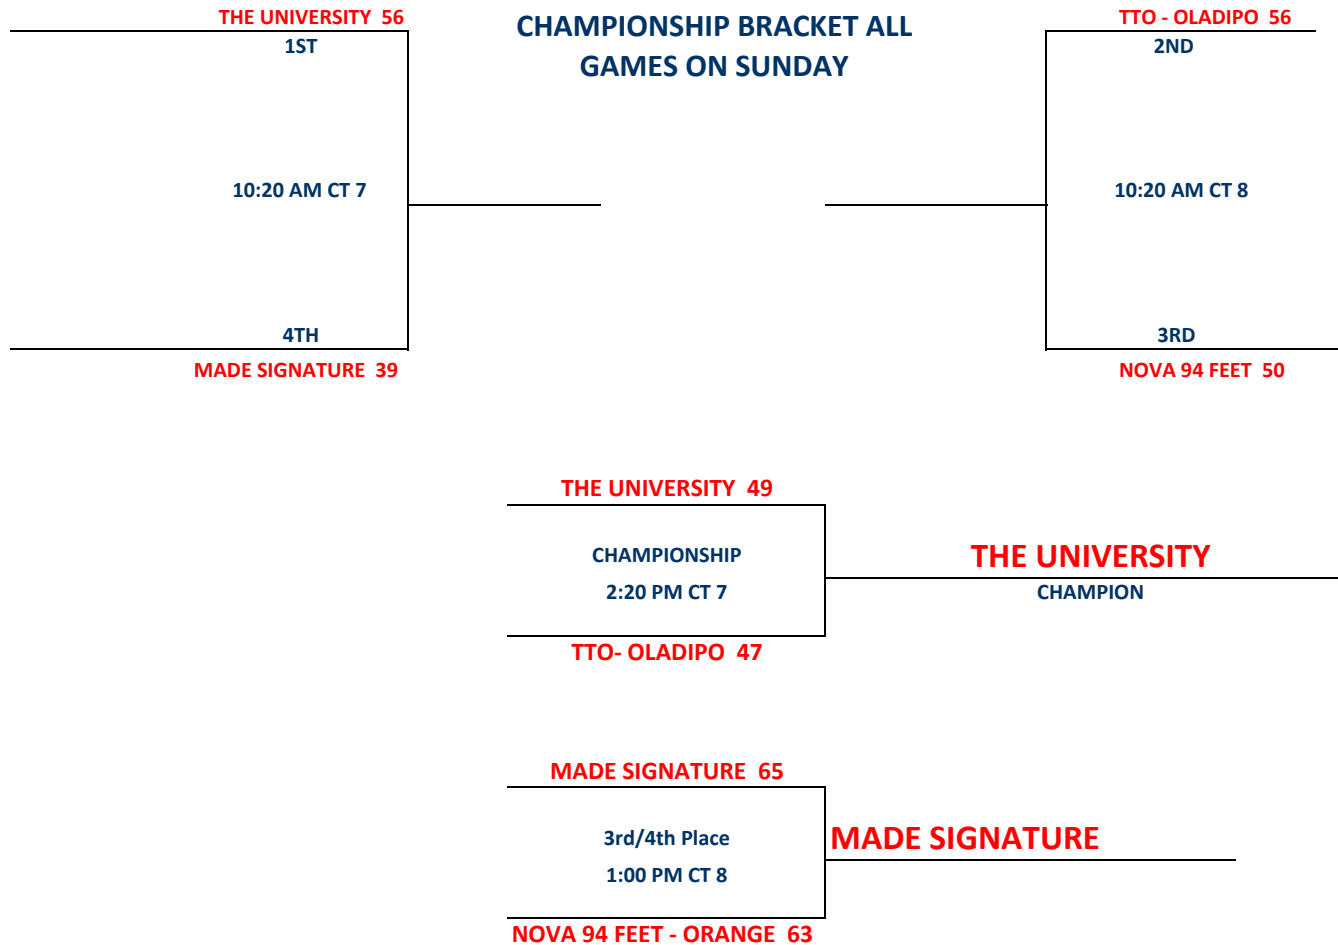 THE UNIVERSITY  56
1ST
CHAMPIONSHIP BRACKET ALL
GAMES ON SUNDAY
TTO - OLADIPO  56
2ND
10:20 AM CT 7
10:20 AM CT 8
4TH
MADE SIGNATURE  39
3RD
NOVA 94 FEET  50
THE UNIVERSITY  49
CHAMPIONSHIP
2:20 PM CT 7
TTO- OLADIPO  47
THE UNIVERSITY
CHAMPION
MADE SIGNATURE  65
3rd/4th Place
1:00 PM CT 8
NOVA 94 FEET - ORANGE  63
MADE SIGNATURE